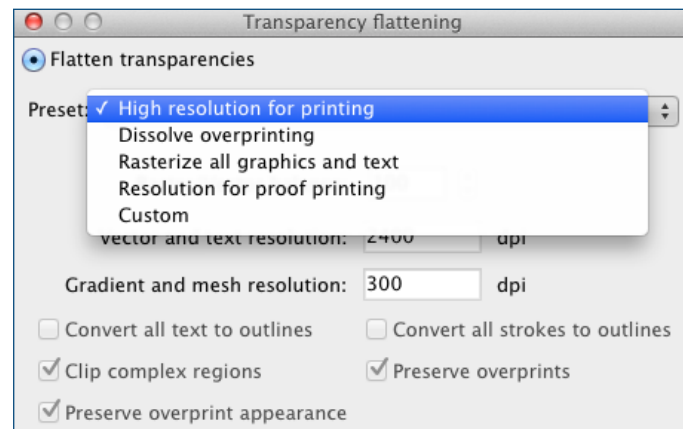 Transparency flattening
Flatten transparencies
Preset: ✓ High resolution for printing
Dissolve overprinting
Rasterize all graphics and text
Resolution for proof printing
Custom
Vector and text resolution: 2400 dpi
Gradient and mesh resolution: 300 dpi
Convert all text to outlines Convert all strokes to outlines
Clip complex regions Preserve overprints
Preserve overprint appearance